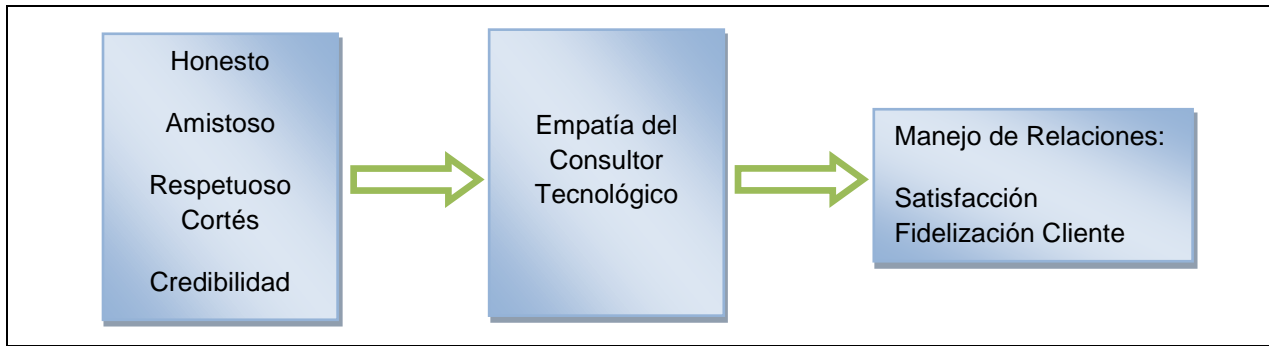 Honesto
Amistoso
Respetuoso
Cortés
Credibilidad
Empatía del
Consultor
Tecnológico
Manejo de Relaciones:
Satisfacción
Fidelización Cliente